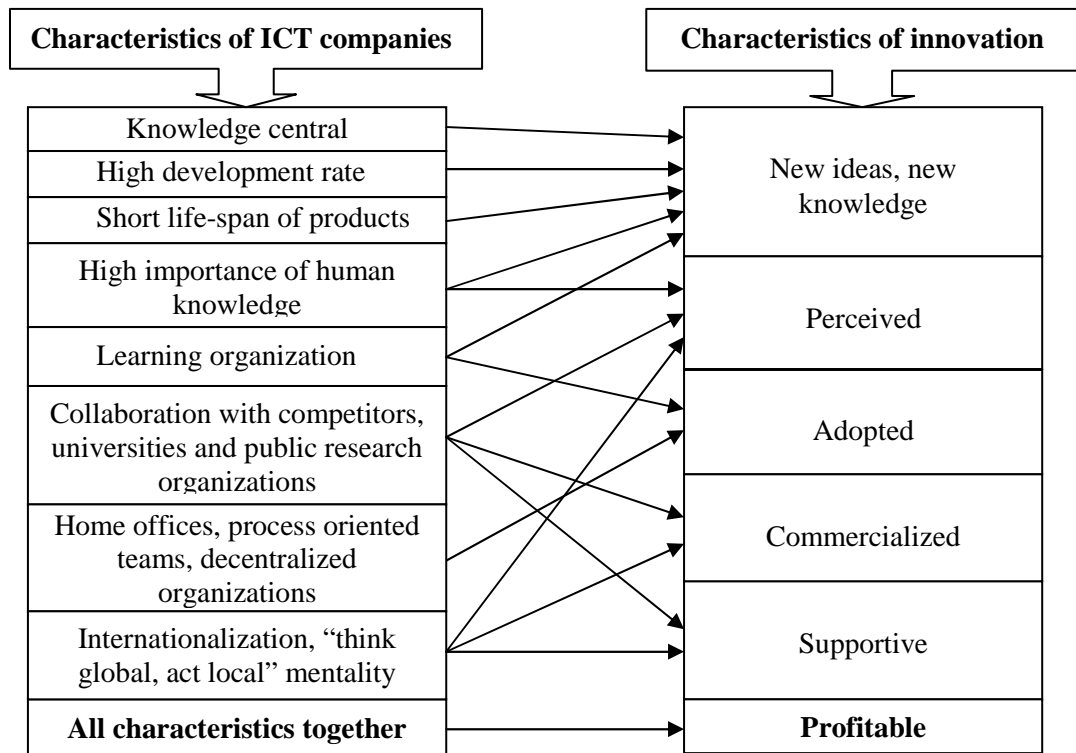 Characteristics of ICT companies
Characteristics of innovation
Knowledge central
High development rate
Short life-span of products
High importance of human
knowledge
Learning organization
Collaboration with competitors,
universities and public research
organizations
Home offices, process oriented
teams, decentralized
organizations
Internationalization, “think
global, act local” mentality
All characteristics together
New ideas, new
knowledge
Perceived
Adopted
Commercialized
Supportive
Profitable